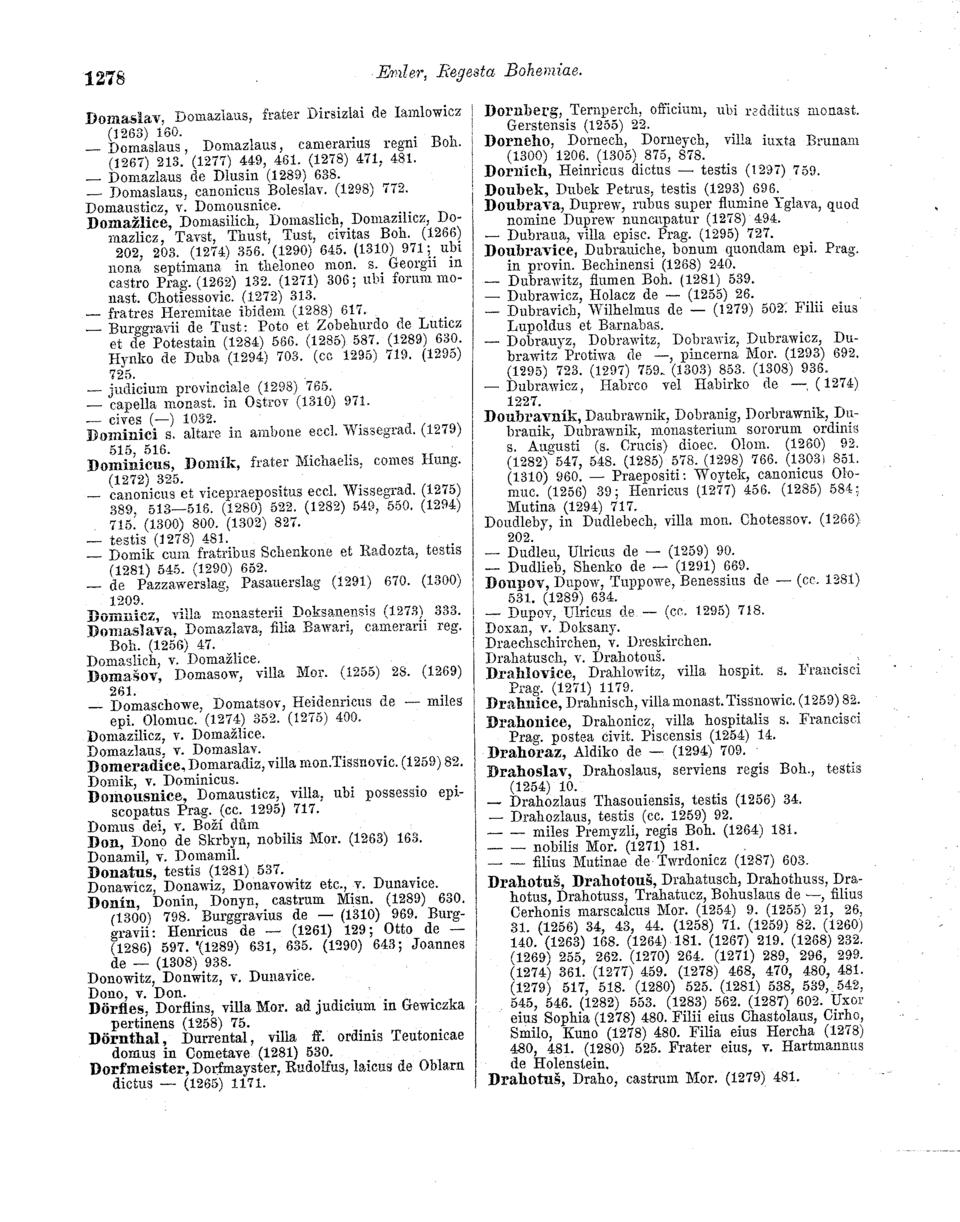 1278
Emler, Regesta Bohemiae.
Domaslav, Domazlaus, frater Dirsizlai de Iamlowicz
(1263) 160.
— Domaslaus, Domazlaus, camerarius regni Boh.
(1267) 213. (1277) 449, 461. (1278) 471, 481.
— Domazlaus de Dlusin (1289) 638.
— Domaslaus, canonicus Boleslav. (1298) 772.
Domausticz, v. Domousnice.
Domažlice, Domasilich, Domaslich, Domazilicz, Do-
mazlicz, Tavst, Thust, Tust, civitas Boh. (1266)
202, 203. (1274) 356. (1290) 645. (1310) 971; ubi
nona septimana in theloneo mon. s. Georgii in
castro Prag. (1262) 132. (1271) 306; ubi forum mo-
nast. Chotiessovic. (1272) 313.
— fratres Heremitae ibidem (1288) 617.
— Burggravii de Tust: Poto et Zobehurdo de Luticz
et de Potestain (1284) 566. (1285) 587. (1289) 630.
Hynko de Duba (1294) 703. (cc 1295) 719. (1295)
725.
— judicium provinciale (1298) 765.
— capella monast. in Ostrov (1310) 971.
— cives (—) 1032.
Dominici s. altare in ambone eccl. Wissegrad. (1279)
515, 516.
Dominicus, Domík, frater Michaelis, comes Hung.
(1272) 325.
— canonicus et vicepraepositus eccl. Wissegrad. (1275)
389, 513—516. (1280) 522. (1282) 549, 550. (1294)
715. (1300) 800. (1302) 827.
— testis (1278) 481.
— Domik cum fratribus Schenkone et Radozta, testis
(1281) 545. (1290) 652.
— de Pazzawerslag, Pasauerslag (1291) 670. (1300)
1209.
Domnicz, villa monasterii Doksanensis (1273) 333.
Domaslava, Domazlava, filia Bawari, camerarii reg.
Boh. (1256) 47.
Domaslich, v. Domažlice.
Domašov, Domasow, villa Mor. (1255) 28. (1269)
261.
— Domaschowe, Domatsov, Heidenricus de — miles
epi. Olomuc. (1274) 352. (1275) 400.
Domazilicz, v. Domažlice.
Domazlaus, v. Domaslav.
Domeradice, Domaradiz, villa mon. Tissnovic. (1259) 82.
Domik, v. Dominicus.
Domousnice, Domausticz, villa, ubi possessio epi-
scopatus Prag. (cc. 1295) 717.
Domus dei, v. Boží dům
Don, Dono de Skrbyn, nobilis Mor. (1263) 163.
Donamil, v. Domamil.
Donatus, testis (1281) 537.
Donawicz, Donawiz, Donavowitz etc., v. Dunavice.
Donín, Donin, Donyn, castrum Misn. (1289) 630.
(1300) 798. Burggravius de — (1310) 969. Burg-
gravii: Henricus de — (1261) 129; Otto de —
(1286) 597. (1289) 631, 635. (1290) 643; Joannes
de — (1308) 938.
Donowitz, Donwitz, v. Dunavice.
Dono, v. Don.
Dörfles, Dorflins, villa Mor. ad judicium in Gewiczka
pertinens (1258) 75.
Dörnthal, Durrental, villa ff. ordinis Teutonicae
domus in Cometave (1281) 530.
Dorfmeister, Dorfmayster, Rudolfus, laicus de Oblarn
dictus — (1265) 1171.
Dornberg, Ternperch, officium, ubi redditus monast.
Gerstensis (1255) 22.
Dorneho, Dornech, Dorneych, villa iuxta Brunam
(1300) 1206. (1305) 875, 878.
Dornich, Heinricus dictus — testis (1297) 759.
Doubek, Dubek Petrus, testis (1293) 696.
Doubrava, Duprew, rubus super flumine Yglava, quod
nomine Duprew nuncupatur (1278) 494.
— Dubraua, villa episc. Prag. (1295) 727.
Doubravice, Dubrauiche, bonum quondam epi. Prag.
in provin. Bechinensi (1268) 240.
— Dubrawitz, flumen Boh. (1281) 539.
— Dubrawicz, Holacz de — (1255) 26.
— Dubravich, Wilhelmus de — (1279) 502. Filii eius
Lupoldus et Barnabas.
— Dobrauyz, Dobrawitz, Dobrawiz, Dubrawicz, Du-
brawitz Protiwa de —, pincerna Mor. (1293) 692.
(1295) 723. (1297) 759. (1303) 853. (1308) 936.
— Dubrawicz, Habrco vel Habirko de —. (1274)
1227.
Doubravník, Daubrawnik, Dobranig, Dorbrawnik, Du-
branik, Dubrawnik, monasterium sororum ordinis
s. Augusti (s. Crucis) dioec. Olom. (1260) 92.
(1282) 547, 548. (1285) 578. (1298) 766. (1303) 851.
(1310) 960. — Praepositi: Woytek, canonicus Olo-
muc. (1256) 39; Henricus (1277) 456. (1285) 584;
Mutina (1294) 717.
Doudleby, in Dudlebech, villa mon. Chotessov. (1266)
202.
— Dudleu, Ulricus de — (1259) 90.
— Dudlieb, Shenko de — (1291) 669.
Doupov, Dupow, Tuppowe, Benessius de — (cc. 1281)
531. (1289) 634.
— Dupov, Ulricus de — (cc. 1295) 718.
Doxan, v. Doksany.
Draechschirchen, v. Dreskirchen.
Drahatusch, v. Drahotouš.
Drahlovice, Drahlowitz, villa hospit. s. Francisci
Prag. (1271) 1179.
Drahnice, Drahnisch, villa monast. Tissnowic. (1259) 82.
Drahonice, Drahonicz, villa hospitalis s. Francisci
Prag. postea civit. Piscensis (1254) 14.
Drahoraz, Aldiko de — (1294) 709.
Drahoslav, Drahoslaus, serviens regis Boh., testis
(1254) 10.
— Drahozlaus Thasouiensis, testis (1256) 34.
— Drahozlaus, testis (cc. 1259) 92.
— — miles Premyzli, regis Boh. (1264) 181.
— — nobilis Mor. (1271) 181.
— — filius Mutinae de Twrdonicz (1287) 603.
Drahotuš, Drahotouš, Drahatusch, Drahothuss, Dra-
hotus, Drahotuss, Trahatucz, Bohuslaus de —, filius
Cerhonis marscalcus Mor. (1254) 9. (1255) 21, 26,
31. (1256) 34, 43, 44. (1258) 71. (1259) 82. (1260)
140. (1263) 168. (1264) 181. (1267) 219. (1268) 232.
(1269) 255, 262. (1270) 264. (1271) 289, 296, 299.
(1274) 361. (1277) 459. (1278) 468, 470, 480, 481.
(1279) 517, 518. (1280) 525. (1281) 538, 539, 542,
545, 546. (1282) 553. (1283) 562. (1287) 602. Uxor
eius Sophia (1278) 480. Filii eius Chastolaus, Cirho,
Smilo, Kuno (1278) 480. Filia eius Hercha (1278)
480, 481. (1280) 525. Frater eius, v. Hartmannus
de Holenstein.
Drahotuš, Draho, castrum Mor. (1279) 481.